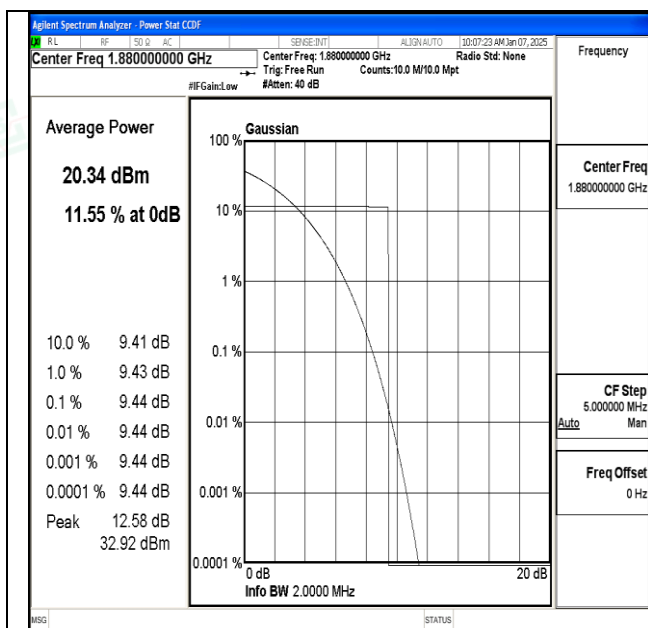 Agilent Spectrum Analyzer - Power Stat CCDF
RL RF 50 Ω AC SENSE:INT ALIGN AUTO 10:07:23 AM Jan 07, 2025
Center Freq 1.880000000 GHz
Center Freq: 1.880000000 GHz Radio Std: None
Trig: Free Run Counts:10.0 M/10.0 Mpt
#IFGain:Low #Atten: 40 dB
Frequency
Center Freq
1.880000000 GHz
CF Step
5.000000 MHz
Auto Man
Freq Offset
0 Hz
Average Power
20.34 dBm
11.55 % at 0dB
10.0 % 9.41 dB
1.0 % 9.43 dB
0.1 % 9.44 dB
0.01 % 9.44 dB
0.001 % 9.44 dB
0.0001 % 9.44 dB
Peak 12.58 dB
32.92 dBm
Gaussian
100 %
10 %
1 %
0.1 %
0.01 %
0.001 %
0.0001 %
0 dB 20 dB
Info BW 2.0000 MHz
MSG STATUS